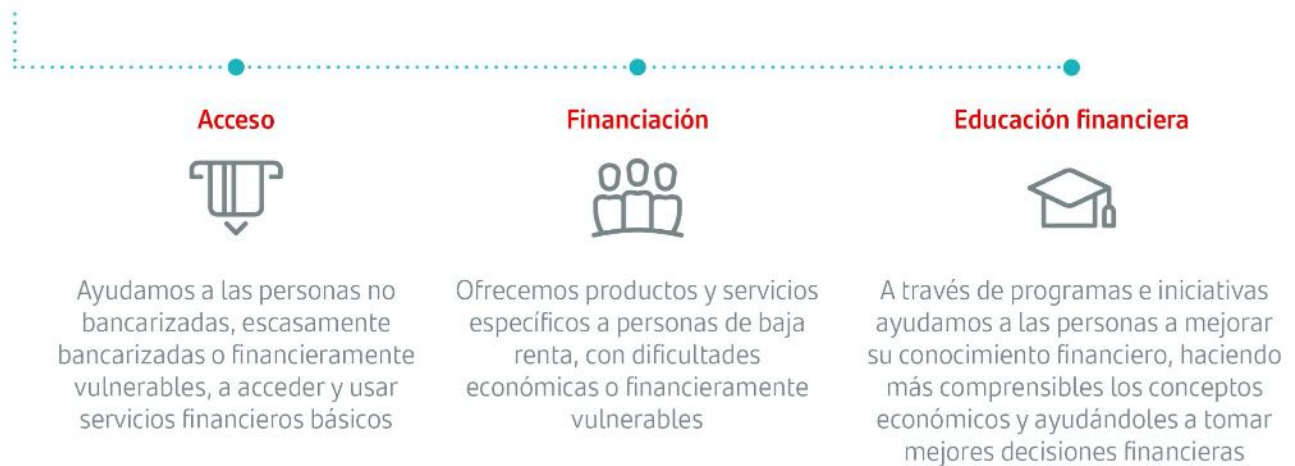 Acceso
Ayudamos a las personas no
bancarizadas, escasamente
bancarizadas o financieramente
vulnerables, a acceder y usar
servicios financieros básicos
Financiación
Ofrecemos productos y servicios
específicos a personas de baja
renta, con dificultades
económicas o financieramente
vulnerables
Educación financiera
A través de programas e iniciativas
ayudamos a las personas a mejorar
su conocimiento financiero, haciendo
más comprensibles los conceptos
económicos y ayudándoles a tomar
mejores decisiones financieras